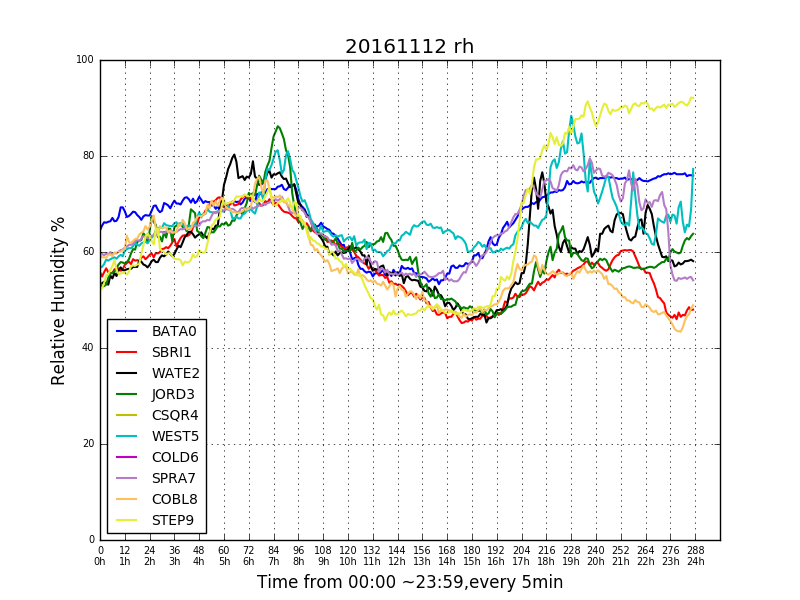 20161112 rh
Relative Humidity %
100
80
60
40
20
0
BATA0
SBRI1
WATE2
JORD3
CSQR4
WEST5
COLD6
SPRA7
COBL8
STEP9
0 12 24 36 48 60 72 84 96 108 120 132 144 156 168 180 192 204 216 228 240 252 264 276 288
0h 1h 2h 3h 4h 5h 6h 7h 8h 9h 10h 11h 12h 13h 14h 15h 16h 17h 18h 19h 20h 21h 22h 23h 24h
Time from 00:00 ~23:59,every 5min